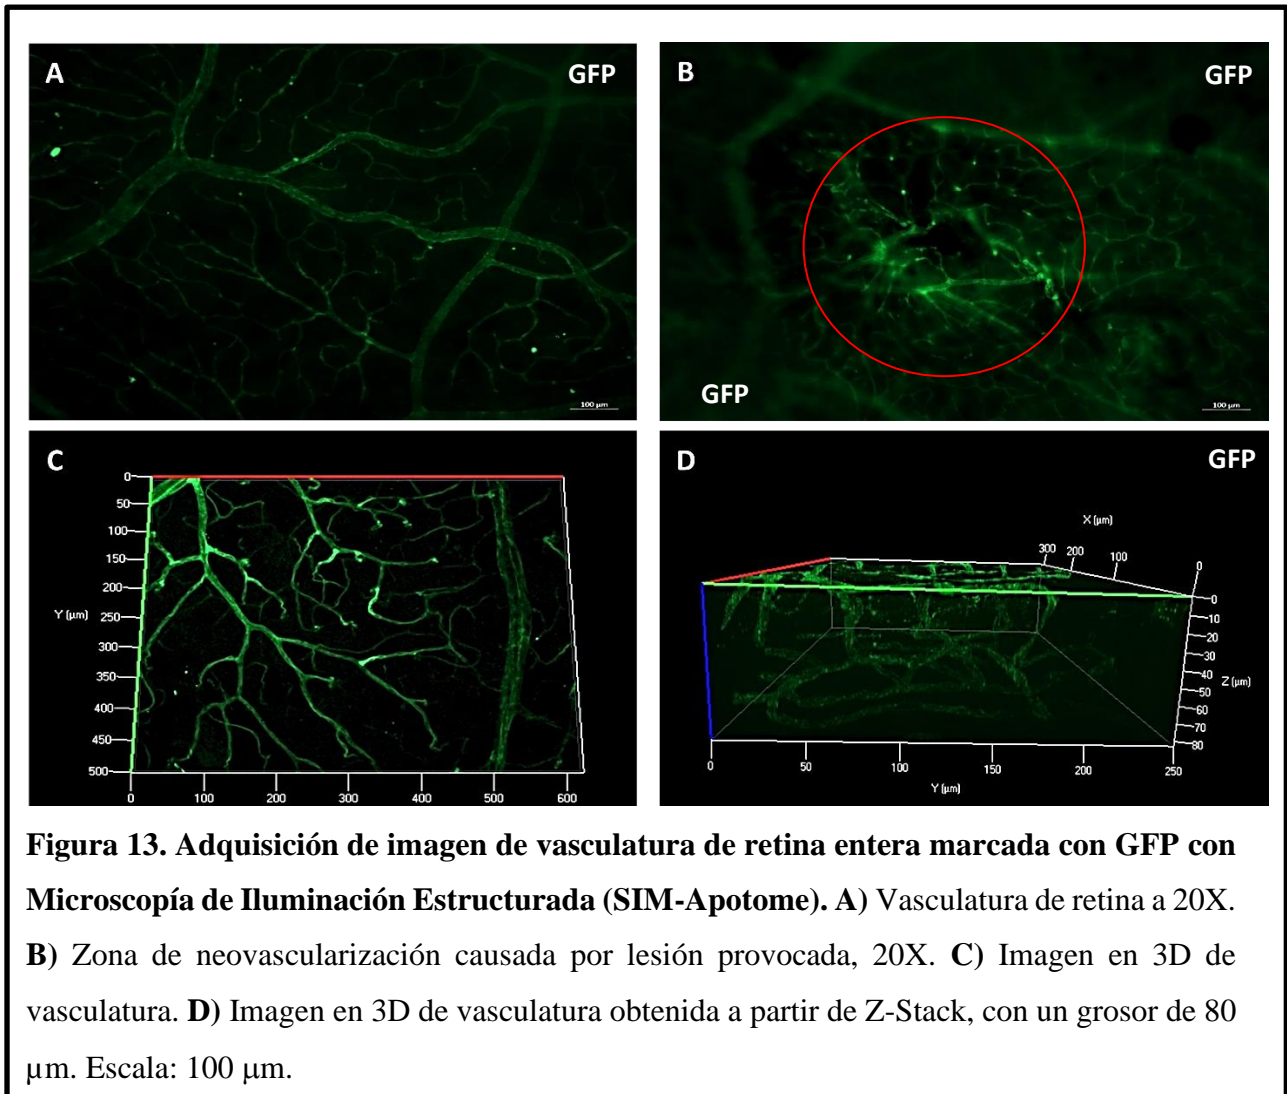 A
GFP
100 µm
B
GFP
GFP
100 µm
C
0
50
100
150
200
Y (µm)
250
300
350
400
450
500
0 100 200 300 400 500 600
D
GFP
X (µm)
300 200 100 0
0
10
20
30
40
Z (µm)
50
60
70
80
0 50 100 150 200 250
Y (µm)
Figura 13. Adquisición de imagen de vasculatura de retina entera marcada con GFP con
Microscopía de Iluminación Estructurada (SIM-Apotome). A) Vasculatura de retina a 20X.
B) Zona de neovascularización causada por lesión provocada, 20X. C) Imagen en 3D de
vasculatura. D) Imagen en 3D de vasculatura obtenida a partir de Z-Stack, con un grosor de 80
µm. Escala: 100 µm.